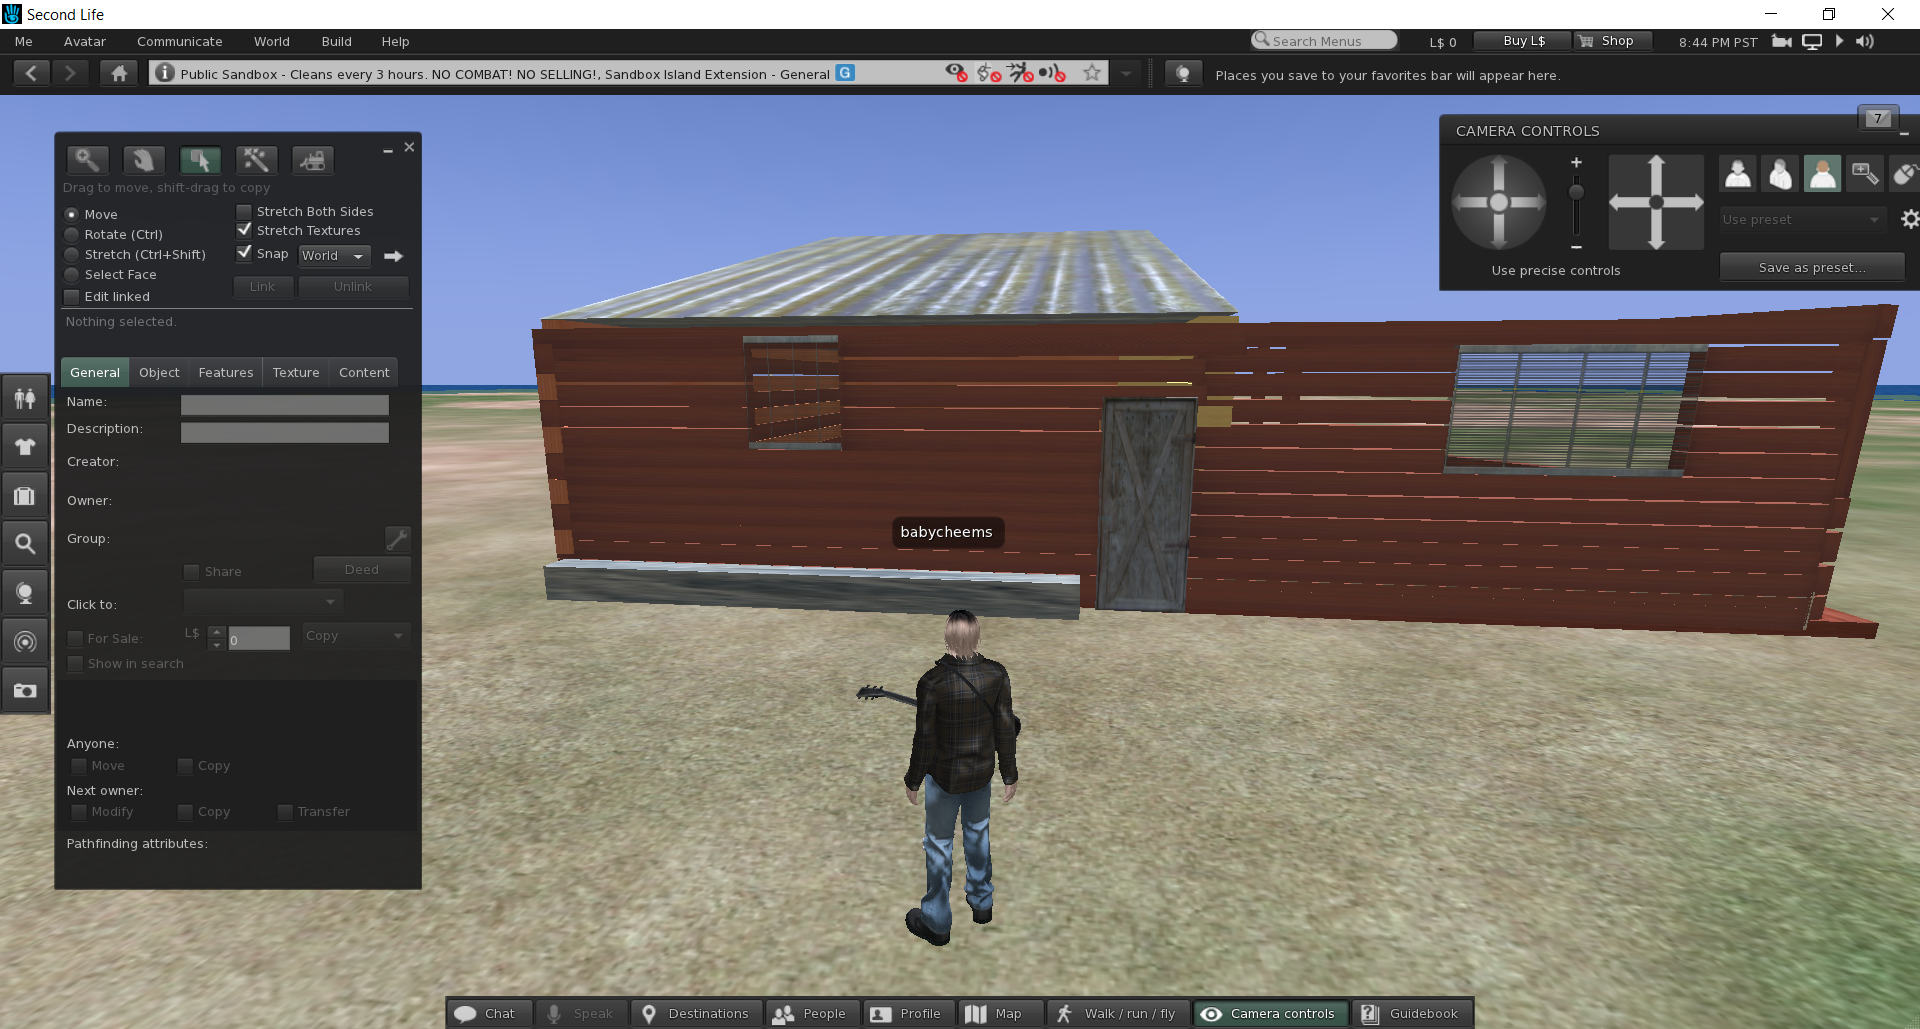 Second Life
Me Avatar Communicate World Build Help
Search Menus
L$ 0
Buy L$
Shop
8:44 PM PST
Public Sandbox - Cleans every 3 hours. NO COMBAT! NO SELLING!, Sandbox Island Extension - General G
Places you save to your favorites bar will appear here.
7
CAMERA CONTROLS
Use preset
Use precise controls
Save as preset...
Drag to move, shift-drag to copy
Move
Rotate (Ctrl)
Stretch (Ctrl+Shift)
Select Face
Edit linked
Stretch Both Sides
Stretch Textures
Snap World
Link Unlink
Nothing selected.
General Object Features Texture Content
Name:
Description:
Creator:
Owner:
Group:
Share Deed
Click to:
For Sale: L$ 0 Copy
Show in search
Anyone:
Move Copy
Next owner:
Modify Copy Transfer
Pathfinding attributes:
babycheems
Chat Speak Destinations People Profile Map Walk / run / fly Camera controls Guidebook